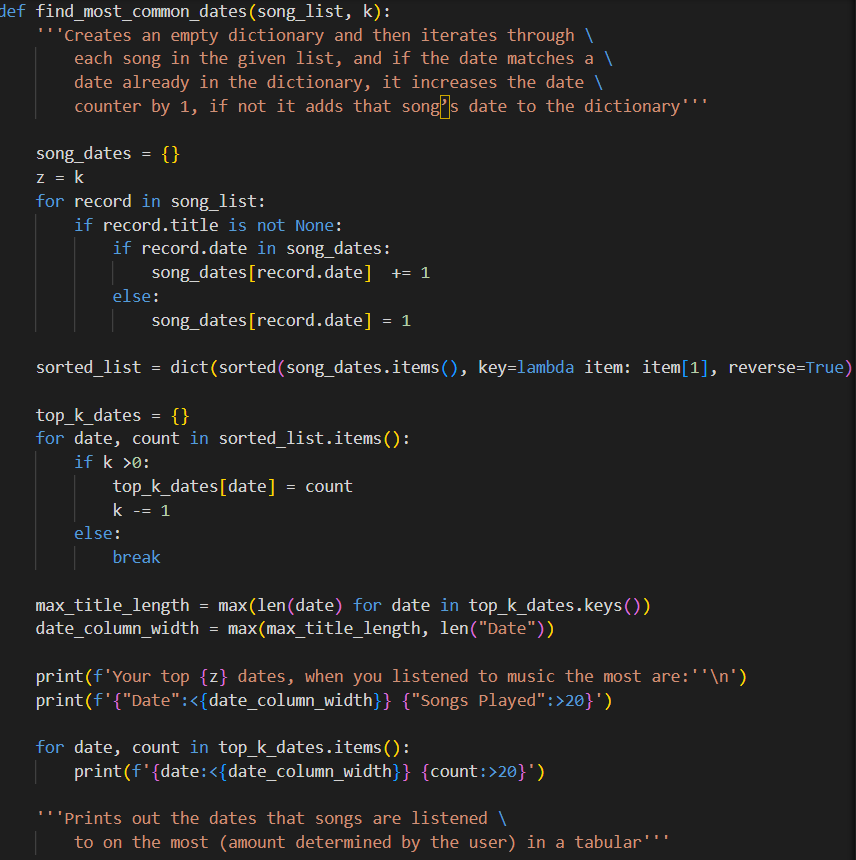 def find_most_common_dates(song_list, k):
    '''Creates an empty dictionary and then iterates through \
        each song in the given list, and if the date matches a \
        date already in the dictionary, it increases the date \
        counter by 1, if not it adds that song’s date to the dictionary'''

    song_dates = {}
    z = k
    for record in song_list:
        if record.title is not None:
            if record.date in song_dates:
                song_dates[record.date]  += 1
            else:
                song_dates[record.date] = 1

    sorted_list = dict(sorted(song_dates.items(), key=lambda item: item[1], reverse=True)

    top_k_dates = {}
    for date, count in sorted_list.items():
        if k >0:
            top_k_dates[date] = count
            k -= 1
        else:
            break

    max_title_length = max(len(date) for date in top_k_dates.keys())
    date_column_width = max(max_title_length, len("Date"))

    print(f'Your top {z} dates, when you listened to music the most are:''\n')
    print(f'{"Date":<{date_column_width}} {"Songs Played":>20}')

    for date, count in top_k_dates.items():
        print(f'{date:<{date_column_width}} {count:>20}')

    '''Prints out the dates that songs are listened \
        to on the most (amount determined by the user) in a tabular'''